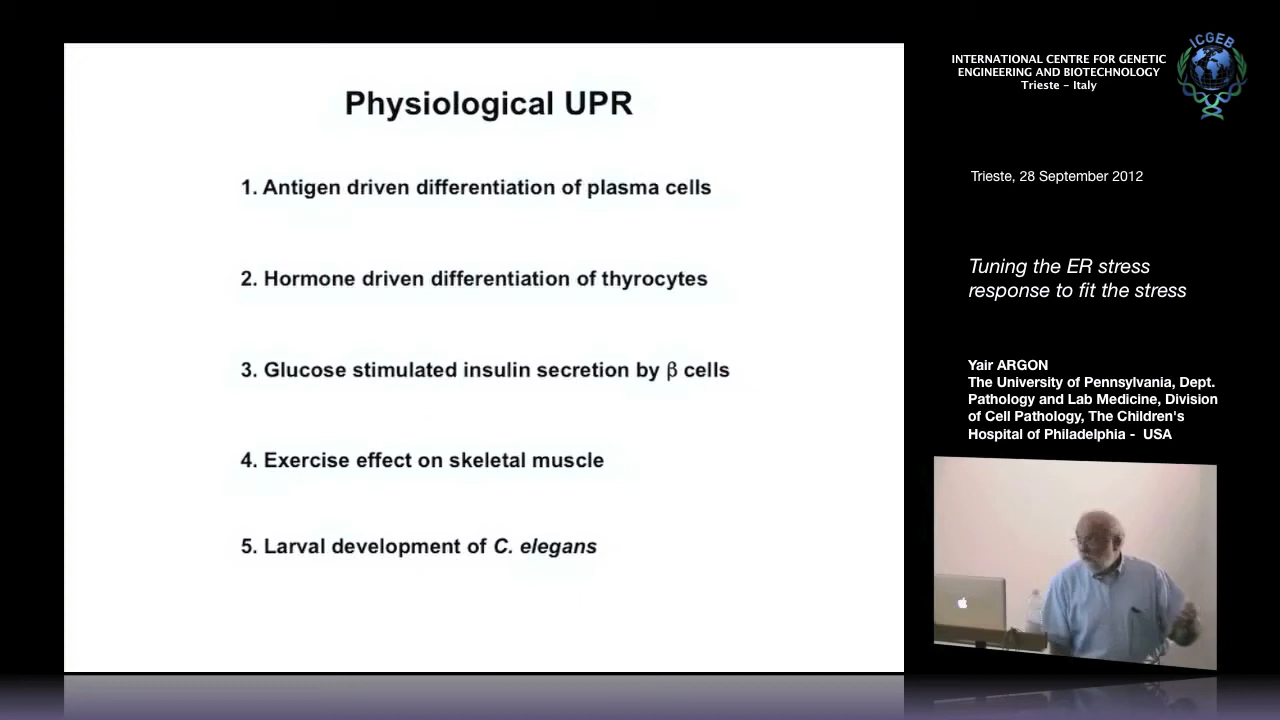 Physiological UPR
1. Antigen driven differentiation of plasma cells
2. Hormone driven differentiation of thyrocytes
3. Glucose stimulated insulin secretion by β cells
4. Exercise effect on skeletal muscle
5. Larval development of C. elegans
INTERNATIONAL CENTRE FOR GENETIC
ENGINEERING AND BIOTECHNOLOGY
Trieste - Italy
ICGEB
Trieste, 28 September 2012
Tuning the ER stress
response to fit the stress
Yair ARGON
The University of Pennsylvania, Dept.
Pathology and Lab Medicine, Division
of Cell Pathology, The Children's
Hospital of Philadelphia - USA